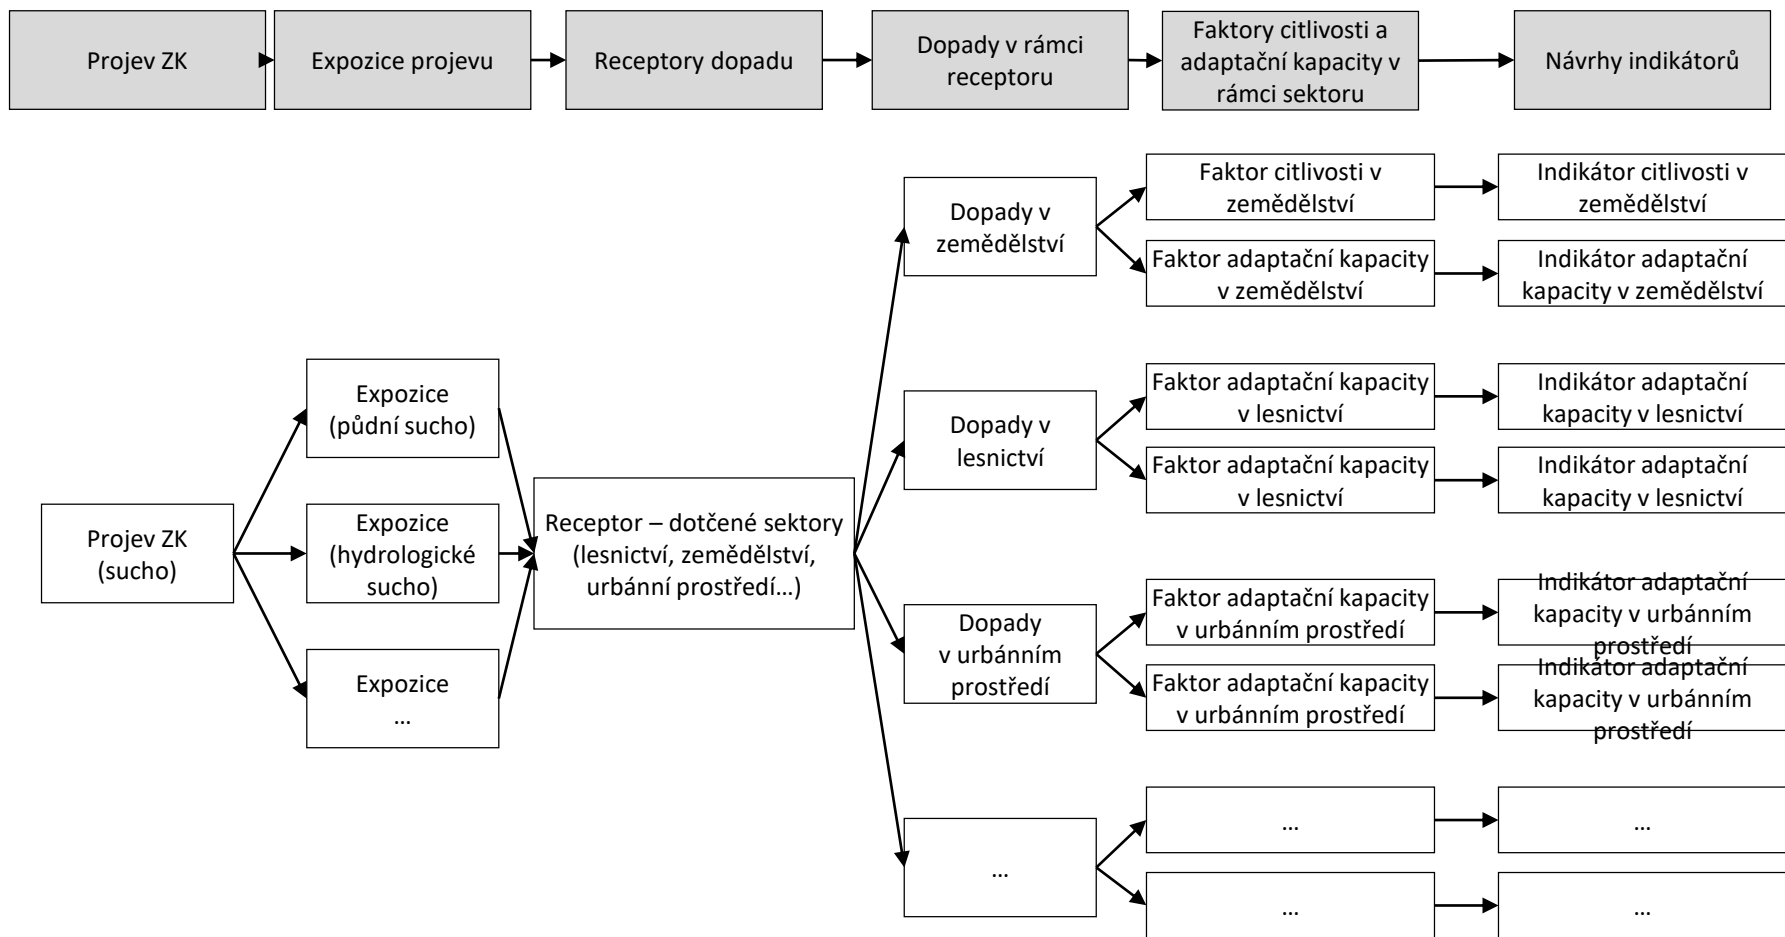 Projev ZK
Expozice projevu
Receptory dopadu
Dopady v rámci
receptoru
Faktory citlivosti a
adaptační kapacity v
rámci sektoru
Návrhy indikátorů
Projev ZK
(sucho)
Expozice
(půdní sucho)
Expozice
(hydrologické
sucho)
Expozice
...
Receptor – dotčené sektory
(lesnictví, zemědělství,
urbánní prostředí...)
Dopady v
zemědělství
Faktor citlivosti v
zemědělství
Indikátor citlivosti v
zemědělství
Faktor adaptační kapacity
v zemědělství
Indikátor adaptační
kapacity v zemědělství
Dopady v
lesnictví
Faktor adaptační kapacity
v lesnictví
Indikátor adaptační
kapacity v lesnictví
Faktor adaptační kapacity
v lesnictví
Indikátor adaptační
kapacity v lesnictví
Dopady
v urbánním
prostředí
Faktor adaptační kapacity
v urbánním prostředí
Indikátor adaptační
kapacity v urbánním
prostředí
Faktor adaptační kapacity
v urbánním prostředí
Indikátor adaptační
kapacity v urbánním
prostředí
...
...
...
...
...